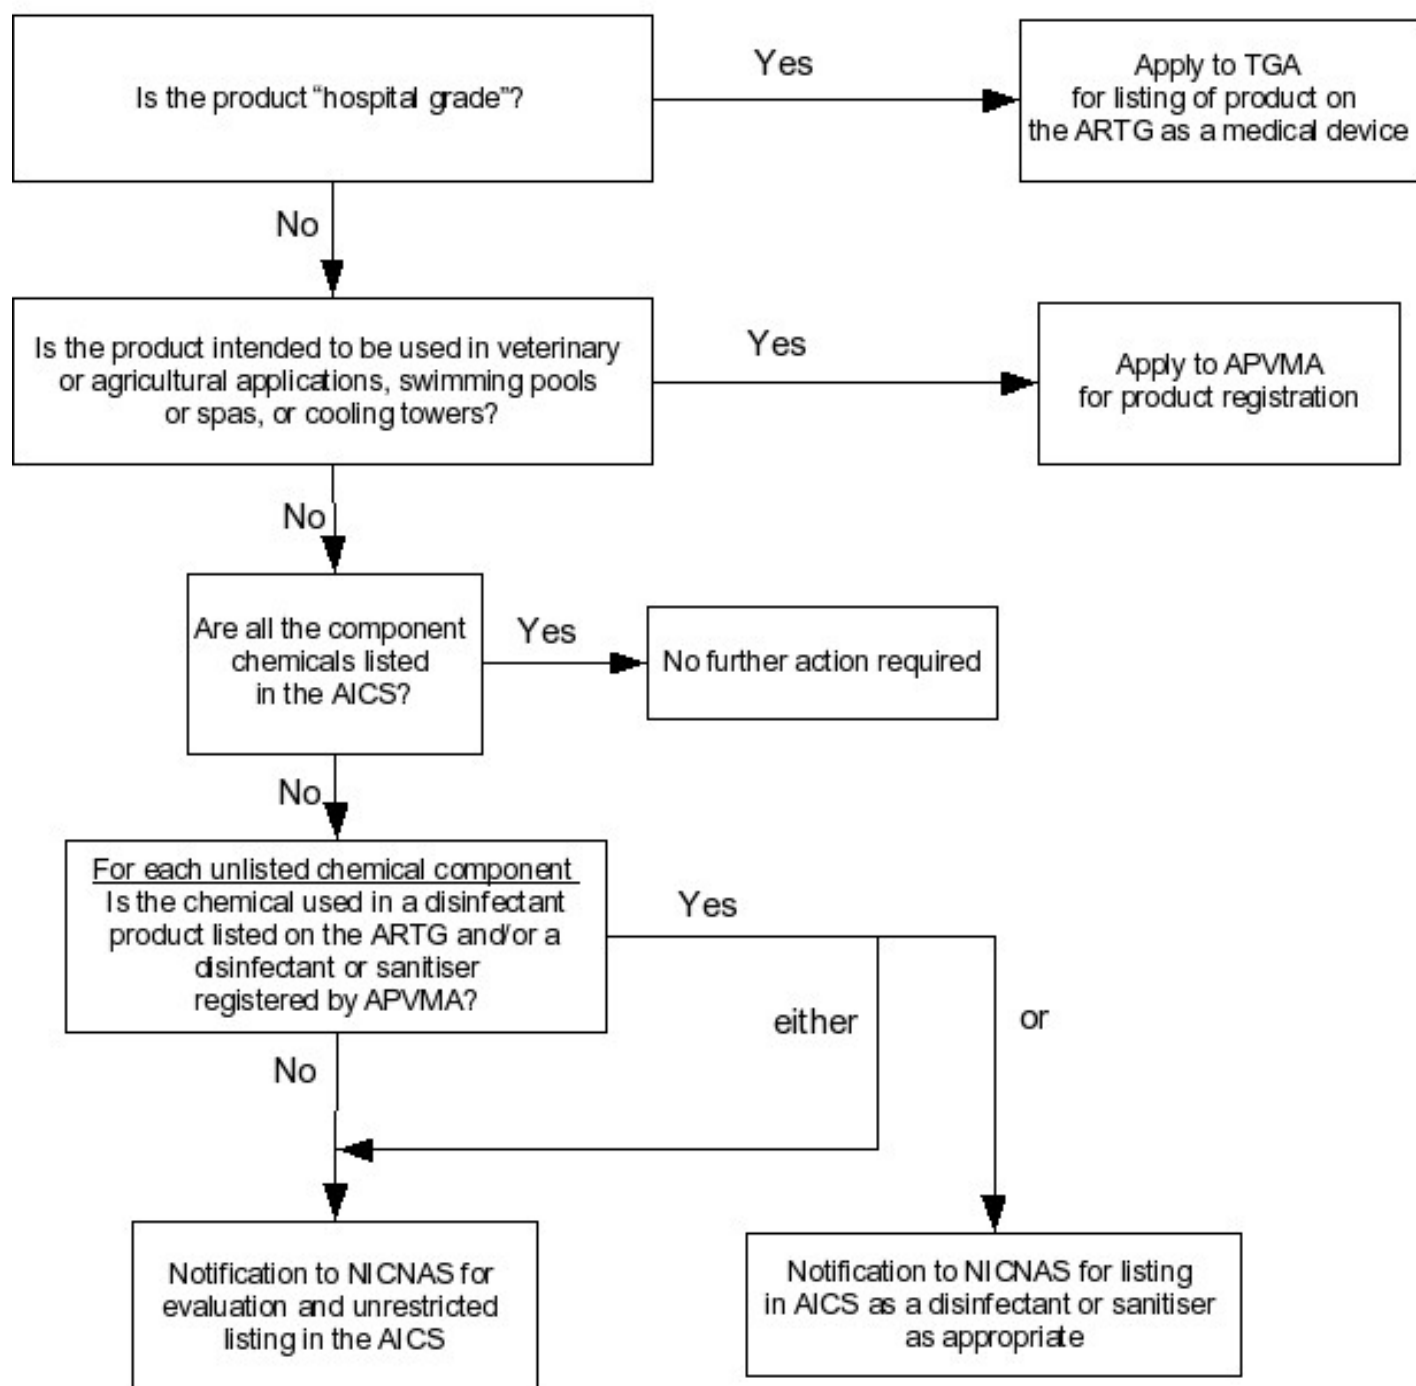 Is the product “hospital grade”?
Yes
Apply to TGA
for listing of product on
the ARTG as a medical device
No
Is the product intended to be used in veterinary
or agricultural applications, swimming pools
or spas, or cooling towers?
Yes
Apply to APVMA
for product registration
No
Are all the component
chemicals listed
in the AICS?
Yes
No further action required
No
For each unlisted chemical component
Is the chemical used in a disinfectant
product listed on the ARTG and/or a
disinfectant or sanitiser
registered by APVMA?
Yes
either
or
No
Notification to NICNAS for
evaluation and unrestricted
listing in the AICS
Notification to NICNAS for listing
in AICS as a disinfectant or sanitiser
as appropriate